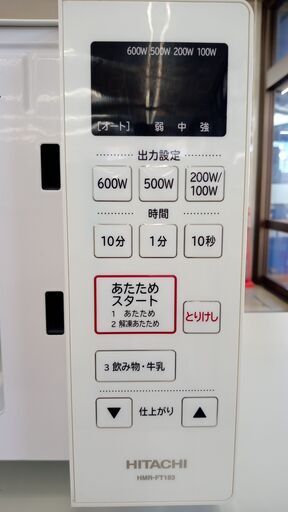 600W 500W 200W 100W
[オート] 弱 中 強
出力設定
600W 500W 200W/100W
時間
10分 1分 10秒
あたため
スタート
1 あたため
2 解凍あたため
とりけし
3 飲み物・牛乳
▼ 仕上がり ▲
HITACHI
HMR-FT183